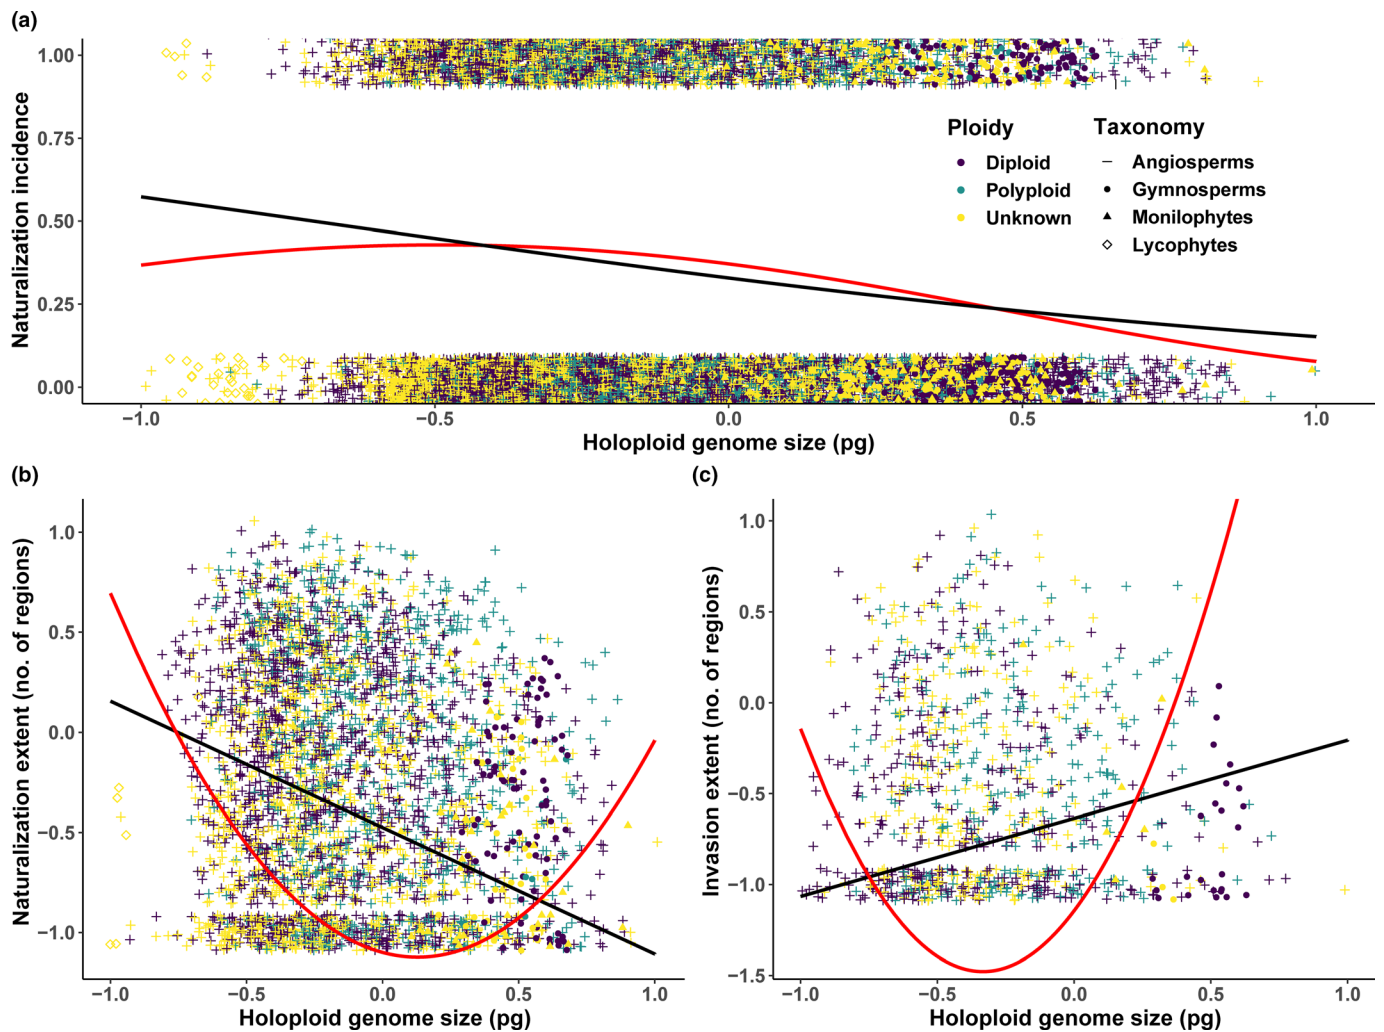 (a)
1.00
0.75
0.50
0.25
0.00
Naturalization incidence
Ploidy
Diploid
Polyploid
Unknown
Taxonomy
Angiosperms
Gymnosperms
Monilophytes
Lycophytes
−1.0 −0.5 0.0 0.5 1.0
Holoploid genome size (pg)
(b)
1.0
0.5
0.0
−0.5
−1.0
Naturalization extent (no. of regions)
−1.0 −0.5 0.0 0.5 1.0
Holoploid genome size (pg)
(c)
1.0
0.5
0.0
−0.5
−1.0
−1.5
Invasion extent (no. of regions)
−1.0 −0.5 0.0 0.5 1.0
Holoploid genome size (pg)